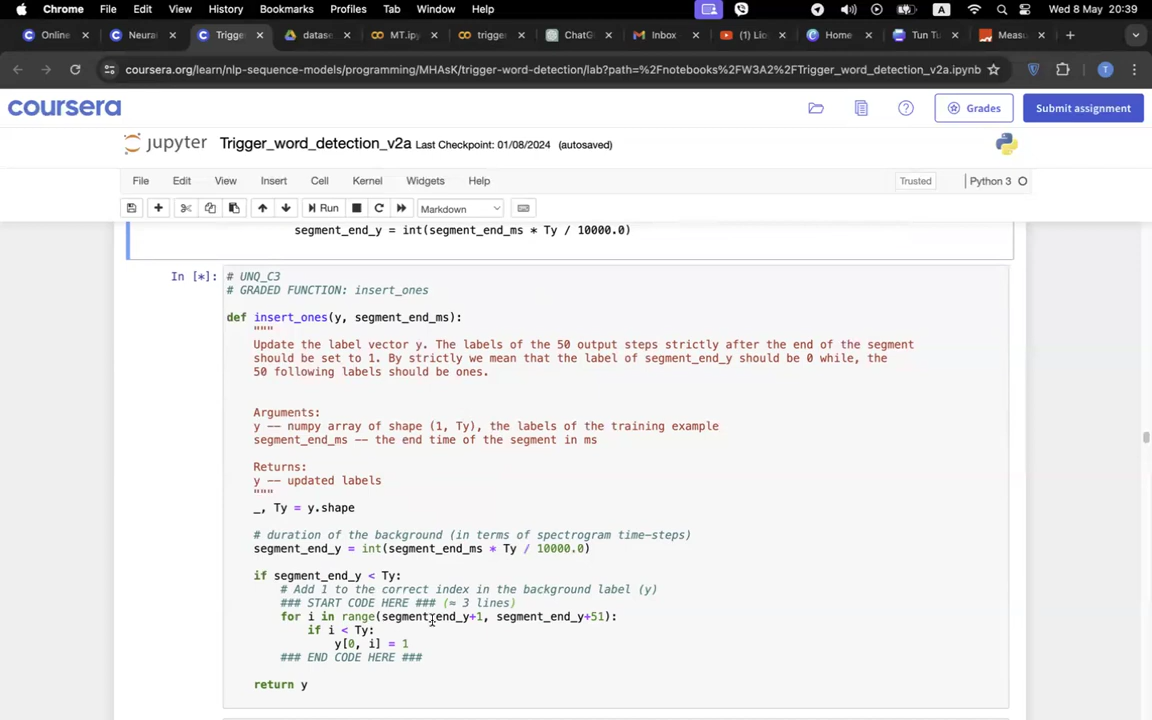 Chrome File Edit View History Bookmarks Profiles Tab Window Help A Wed 8 May 20:39
Online Neural Trigge datase MT.ipy trigger ChatG Inbox (1) Lio Home Tun Tu Meas
coursera.org/learn/nlp-sequence-models/programming/MHAsK/trigger-word-detection/lab?path=%2Fnotebooks%2FW3A2%2FTrigger_word_detection_v2a.ipynb T
coursera Grades Submit assignment
jupyter Trigger_word_detection_v2a Last Checkpoint: 01/08/2024 (autosaved)
File Edit View Insert Cell Kernel Widgets Help Trusted Python 3
Run Markdown
segment_end_y = int(segment_end_ms * Ty / 10000.0)
In [*]: # UNQ_C3
# GRADED FUNCTION: insert_ones
def insert_ones(y, segment_end_ms):
"""
Update the label vector y. The labels of the 50 output steps strictly after the end of the segment
should be set to 1. By strictly we mean that the label of segment_end_y should be 0 while, the
50 following labels should be ones.
Arguments:
y -- numpy array of shape (1, Ty), the labels of the training example
segment_end_ms -- the end time of the segment in ms
Returns:
y -- updated labels
"""
_, Ty = y.shape
# duration of the background (in terms of spectrogram time-steps)
segment_end_y = int(segment_end_ms * Ty / 10000.0)
if segment_end_y < Ty:
# Add 1 to the correct index in the background label (y)
### START CODE HERE ### (≈ 3 lines)
for i in range(segment_end_y+1, segment_end_y+51):
if i < Ty:
y[0, i] = 1
### END CODE HERE ###
return y